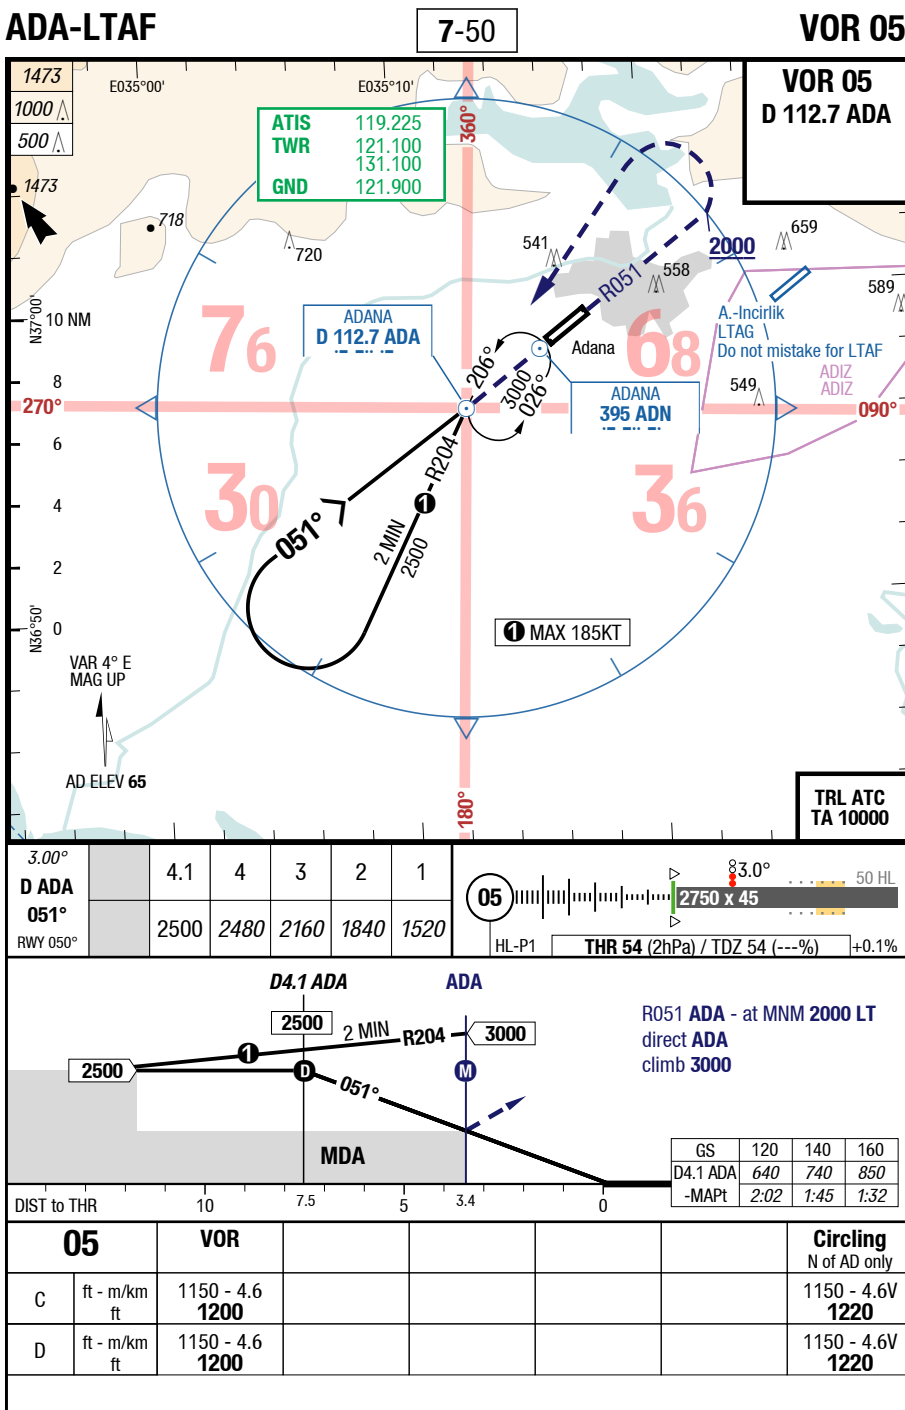 ADA-LTAF
7-50
VOR 05
1473
1000
500
E035°00'
E035°10'
ATIS 119.225
TWR 121.100
131.100
GND 121.900
360°
VOR 05
D 112.7 ADA
1473
718
720
541
558
659
589
549
2000
R051
N37°00'
10 NM
8
6
4
2
0
N36°50'
76
68
30
36
ADANA
D 112.7 ADA
Adana
A.-Incirlik
LTAG
Do not mistake for LTAF
ADIZ
ADIZ
ADANA
395 ADN
206°
3000
026°
270°
090°
180°
051°
R204
1
2 MIN
2500
1 MAX 185KT
VAR 4° E
MAG UP
AD ELEV 65
TRL ATC
TA 10000
3.00°
D ADA
051°
RWY 050°
4.1 4 3 2 1
2500 2480 2160 1840 1520
05
3.0°
50 HL
2750 x 45
HL-P1
THR 54 (2hPa) / TDZ 54 (---%)
+0.1%
D4.1 ADA
ADA
2500
2 MIN
R204
3000
1
2500
D
051°
M
MDA
R051 ADA - at MNM 2000 LT
direct ADA
climb 3000
GS 120 140 160
D4.1 ADA 640 740 850
-MAPt 2:02 1:45 1:32
DIST to THR
10
7.5
5
3.4
0
05
VOR
Circling
N of AD only
C
ft - m/km
ft
1150 - 4.6
1200
1150 - 4.6V
1220
D
ft - m/km
ft
1150 - 4.6
1200
1150 - 4.6V
1220